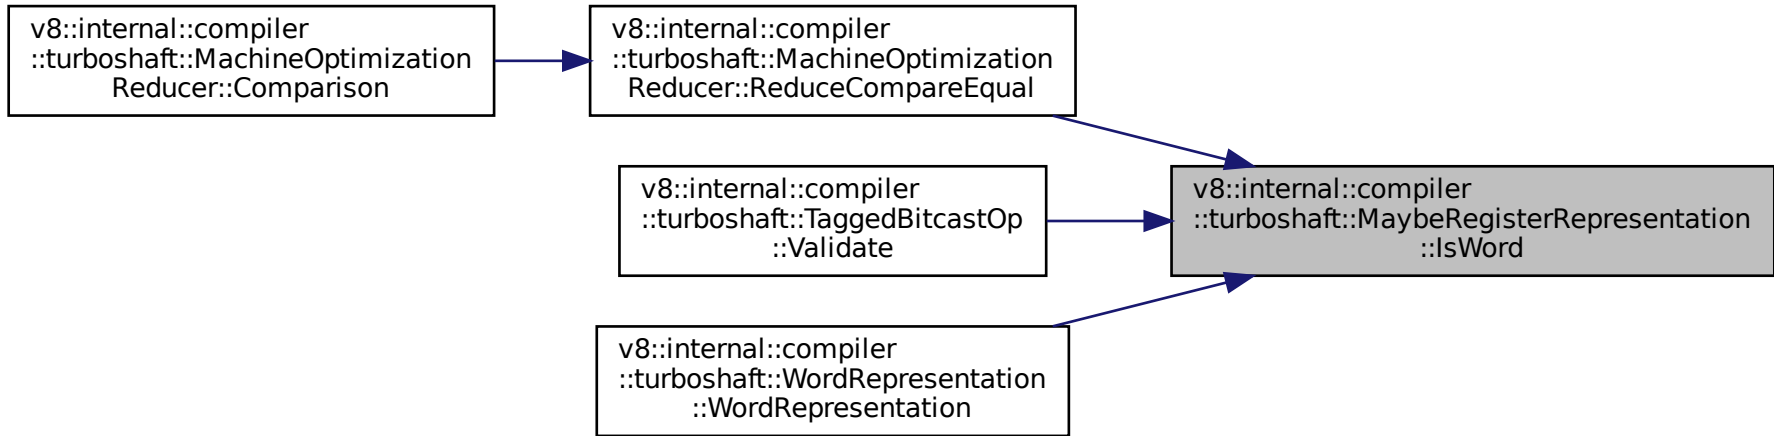 v8::internal::compiler
::turboshaft::MachineOptimization
Reducer::Comparison
v8::internal::compiler
::turboshaft::MachineOptimization
Reducer::ReduceCompareEqual
v8::internal::compiler
::turboshaft::TaggedBitcastOp
::Validate
v8::internal::compiler
::turboshaft::WordRepresentation
::WordRepresentation
v8::internal::compiler
::turboshaft::MaybeRegisterRepresentation
::IsWord